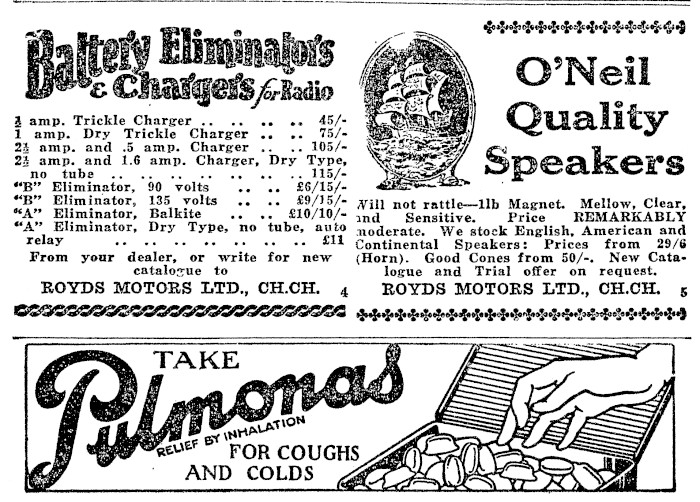 Battery Eliminators
& Chargers for Radio
½ amp. Trickle Charger .. .. .. 45/-
1 amp. Dry Trickle Charger .. .. 75/-
2½ amp. and .5 amp. Charger .. .. 105/-
2½ amp. and 1.6 amp. Charger, Dry Type,
no tube .. .. .. .. .. .. 115/-
"B" Eliminator, 90 volts .. .. £6/15/-
"B" Eliminator, 135 volts .. .. £9/15/-
"A" Eliminator, Balkite .. .. £10/10/-
"A" Eliminator, Dry Type, no tube, auto
relay .. .. .. .. .. .. £11
From your dealer, or write for new
catalogue to
ROYDS MOTORS LTD., CH.CH. 4
O'Neil
Quality
Speakers
Will not rattle—1lb Magnet. Mellow, Clear,
and Sensitive. Price REMARKABLY
moderate. We stock English, American and
Continental Speakers: Prices from 29/6
(Horn). Good Cones from 50/-. New Cata-
logue and Trial offer on request.
ROYDS MOTORS LTD., CH.CH. 5
TAKE
Pulmonas
RELIEF BY INHALATION
FOR COUGHS
AND COLDS